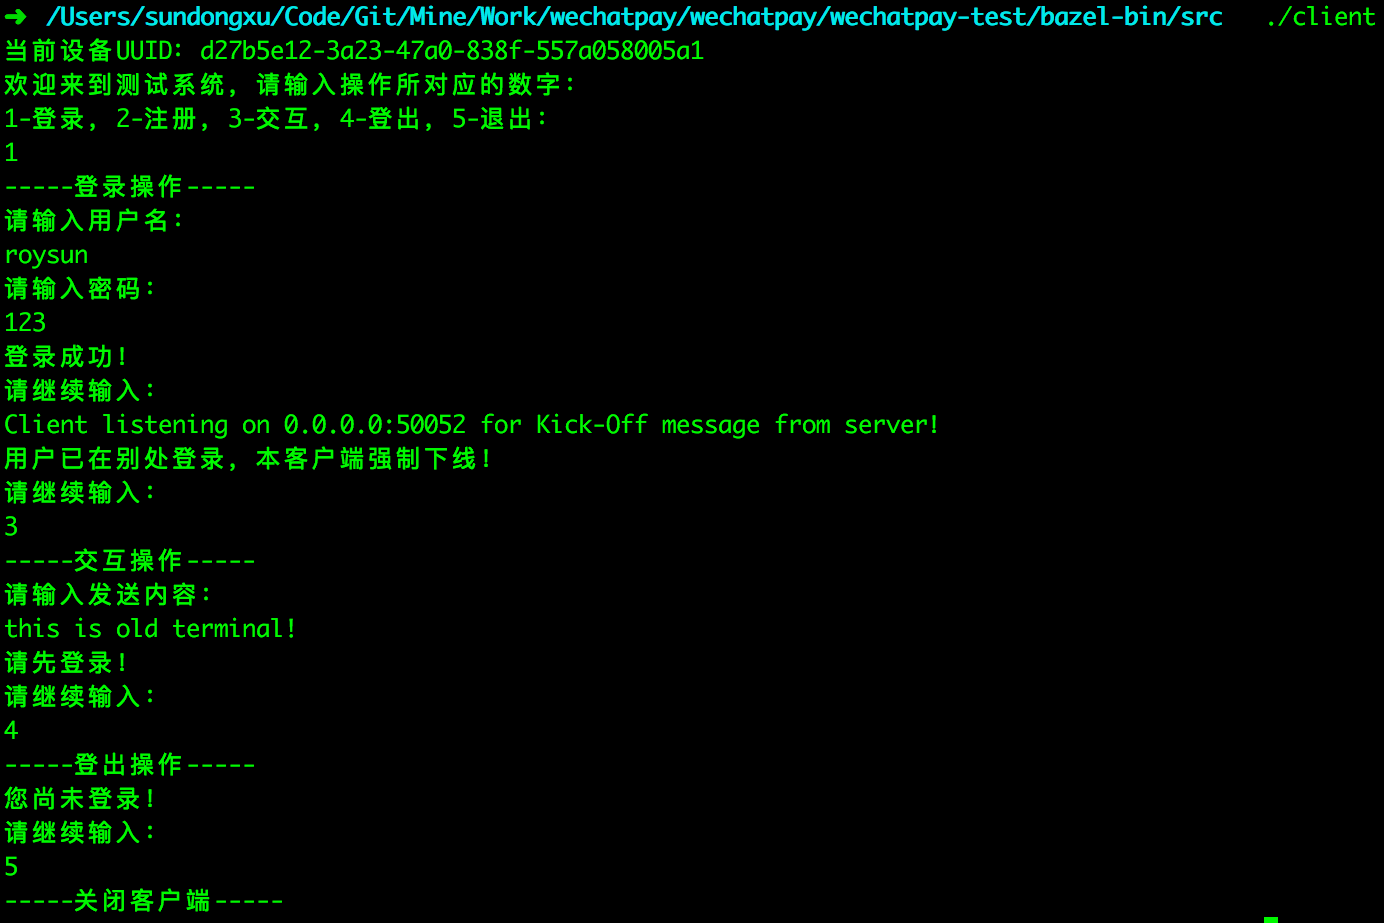 ➜ /Users/sundongxu/Code/Git/Mine/Work/wechatpay/wechatpay/wechatpay-test/bazel-bin/src ./client
当前设备UUID: d27b5e12-3a23-47a0-838f-557a058005a1
欢迎来到测试系统，请输入操作所对应的数字：
1-登录，2-注册，3-交互，4-登出，5-退出：
1
-----登录操作-----
请输入用户名：
roysun
请输入密码：
123
登录成功！
请继续输入：
Client listening on 0.0.0.0:50052 for Kick-Off message from server!
用户已在别处登录，本客户端强制下线！
请继续输入：
3
-----交互操作-----
请输入发送内容：
this is old terminal!
请先登录！
请继续输入：
4
-----登出操作-----
您尚未登录！
请继续输入：
5
-----关闭客户端-----